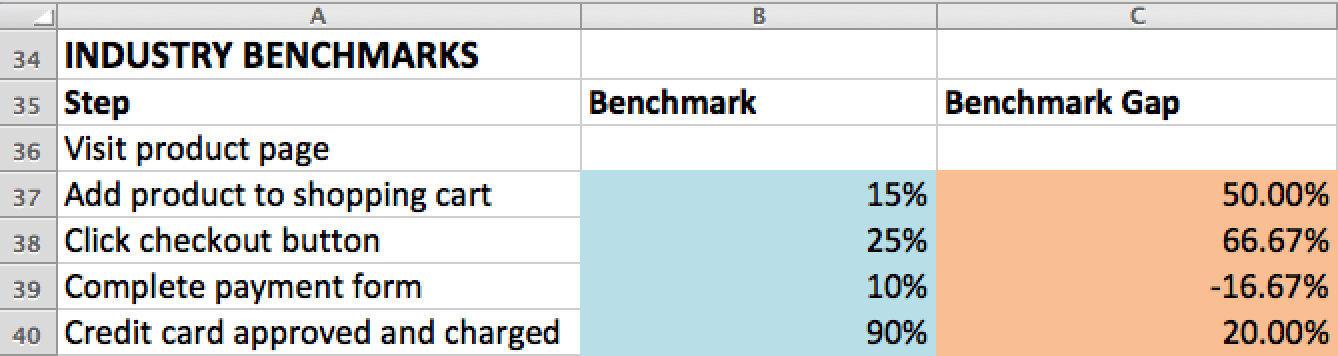 A B C
34 INDUSTRY BENCHMARKS
35 Step Benchmark Benchmark Gap
36 Visit product page
37 Add product to shopping cart 15% 50.00%
38 Click checkout button 25% 66.67%
39 Complete payment form 10% -16.67%
40 Credit card approved and charged 90% 20.00%